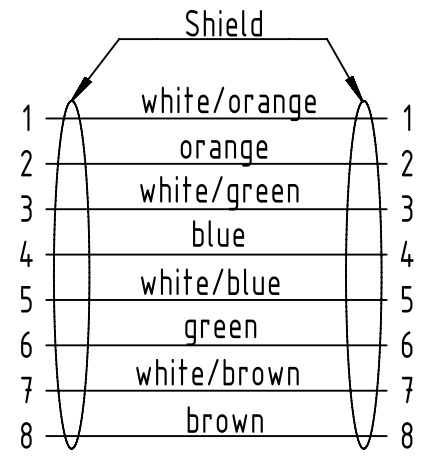 Shield
1 white/orange 1
2 orange 2
3 white/green 3
4 blue 4
5 white/blue 5
6 green 6
7 white/brown 7
8 brown 8